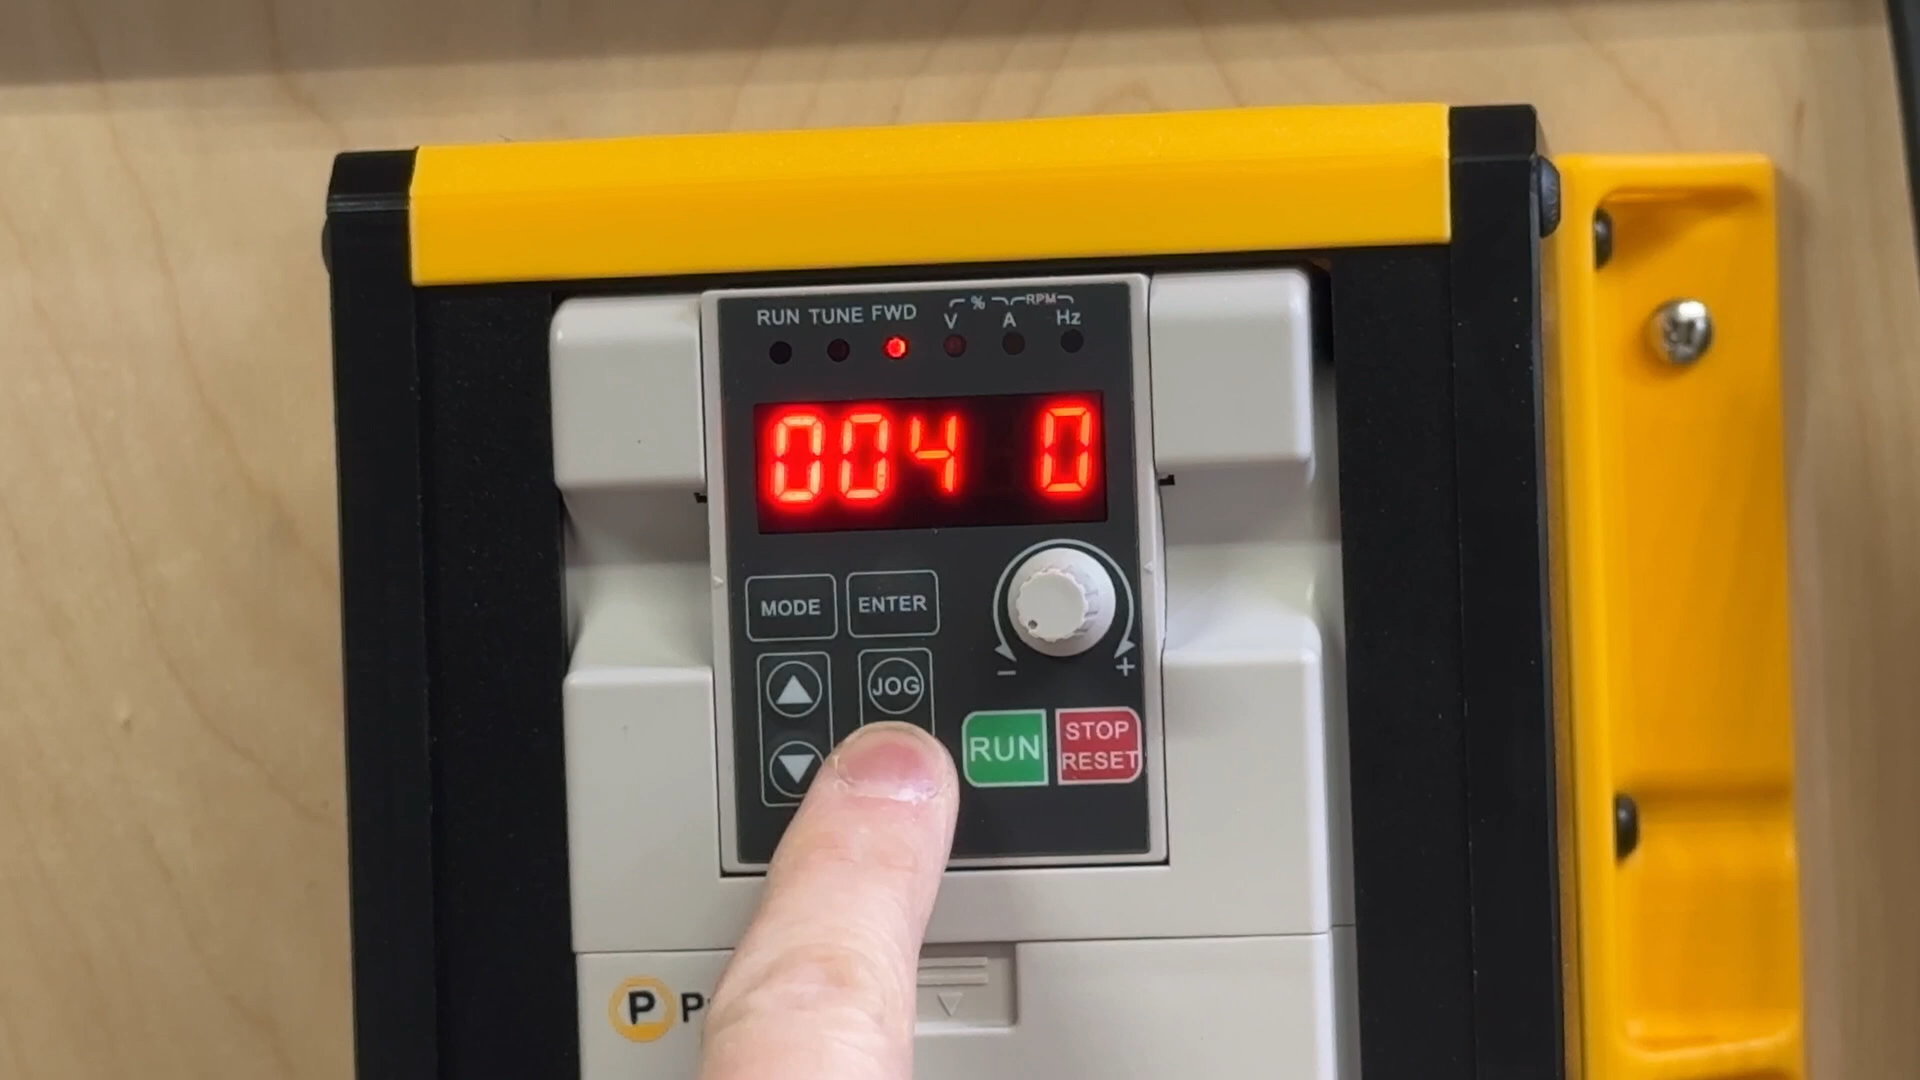 RUN TUNE FWD
%
RPM
V A Hz
004 0
MODE ENTER
JOG
- +
RUN
STOP
RESET
P